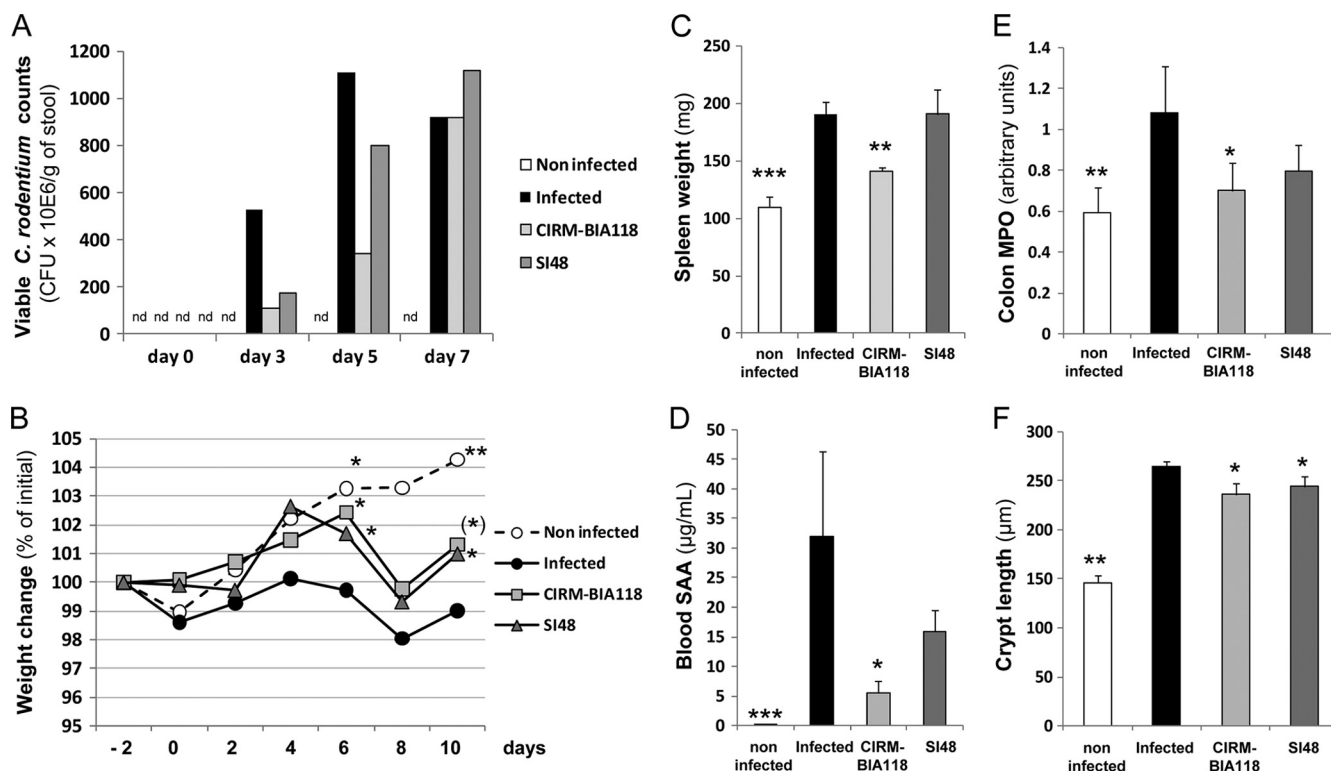 A
Viable C. rodentium counts
(CFU x 10E6/g of stool)
1200
1000
800
600
400
200
0
nd nd nd nd nd nd nd
day 0 day 3 day 5 day 7
Non infected
Infected
CIRM-BIA118
SI48
B
Weight change (% of initial)
105
104
103
102
101
100
99
98
97
96
95
**
*
*
*
(*)
*
- 2 0 2 4 6 8 10 days
Non infected
Infected
CIRM-BIA118
SI48
C
Spleen weight (mg)
250
200
150
100
50
0
***
**
non infected
Infected
CIRM-BIA118
SI48
D
Blood SAA (µg/mL)
50
45
40
35
30
25
20
15
10
5
0
***
*
non infected
Infected
CIRM-BIA118
SI48
E
Colon MPO (arbitrary units)
1.4
1.2
1
0.8
0.6
0.4
0.2
0
**
*
non infected
Infected
CIRM-BIA118
SI48
F
Crypt length (µm)
300
250
200
150
100
50
0
**
*
*
non infected
Infected
CIRM-BIA118
SI48